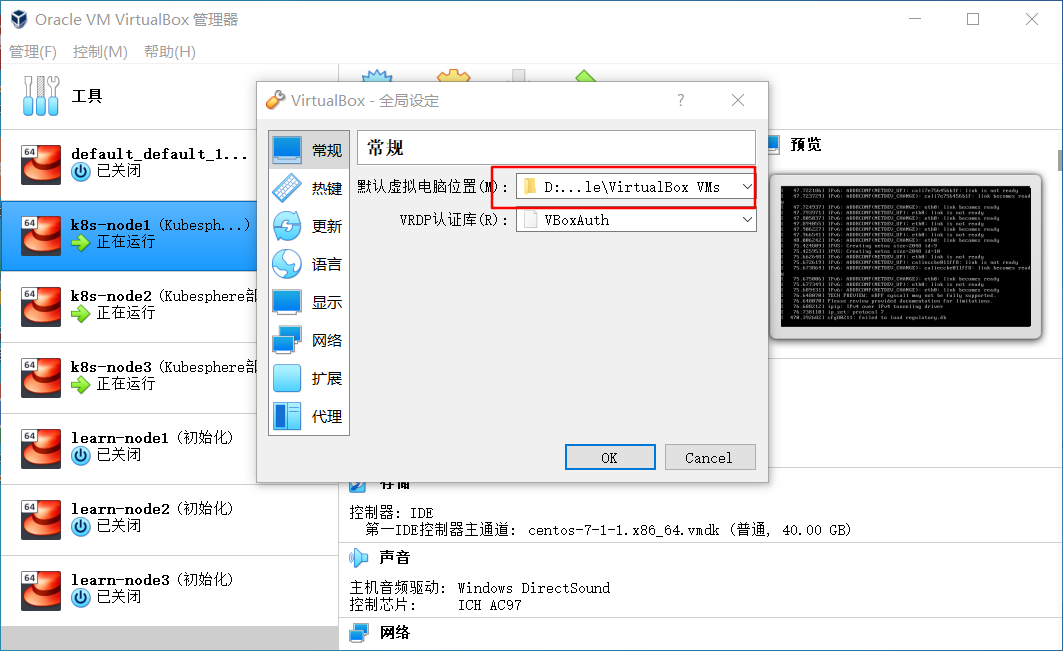 Oracle VM VirtualBox 管理器
管理(F) 控制(M) 帮助(H)
工具
64 default_default_1...
已关闭
64 k8s-node1 (Kubesph...)
正在运行
64 k8s-node2 (Kubesphere部
正在运行
64 k8s-node3 (Kubesphere部
正在运行
64 learn-node1 (初始化)
已关闭
64 learn-node2 (初始化)
已关闭
64 learn-node3 (初始化)
已关闭
VirtualBox - 全局设定
?
常规
热键
更新
语言
显示
网络
扩展
代理
常规
默认虚拟电脑位置(M): D:...le\VirtualBox VMs
VRDP认证库(R): VBoxAuth
OK Cancel
预览
存储
控制器: IDE
第一IDE控制器主通道: centos-7-1-1.x86_64.vmdk (普通, 40.00 GB)
声音
主机音频驱动: Windows DirectSound
控制芯片: ICH AC97
网络